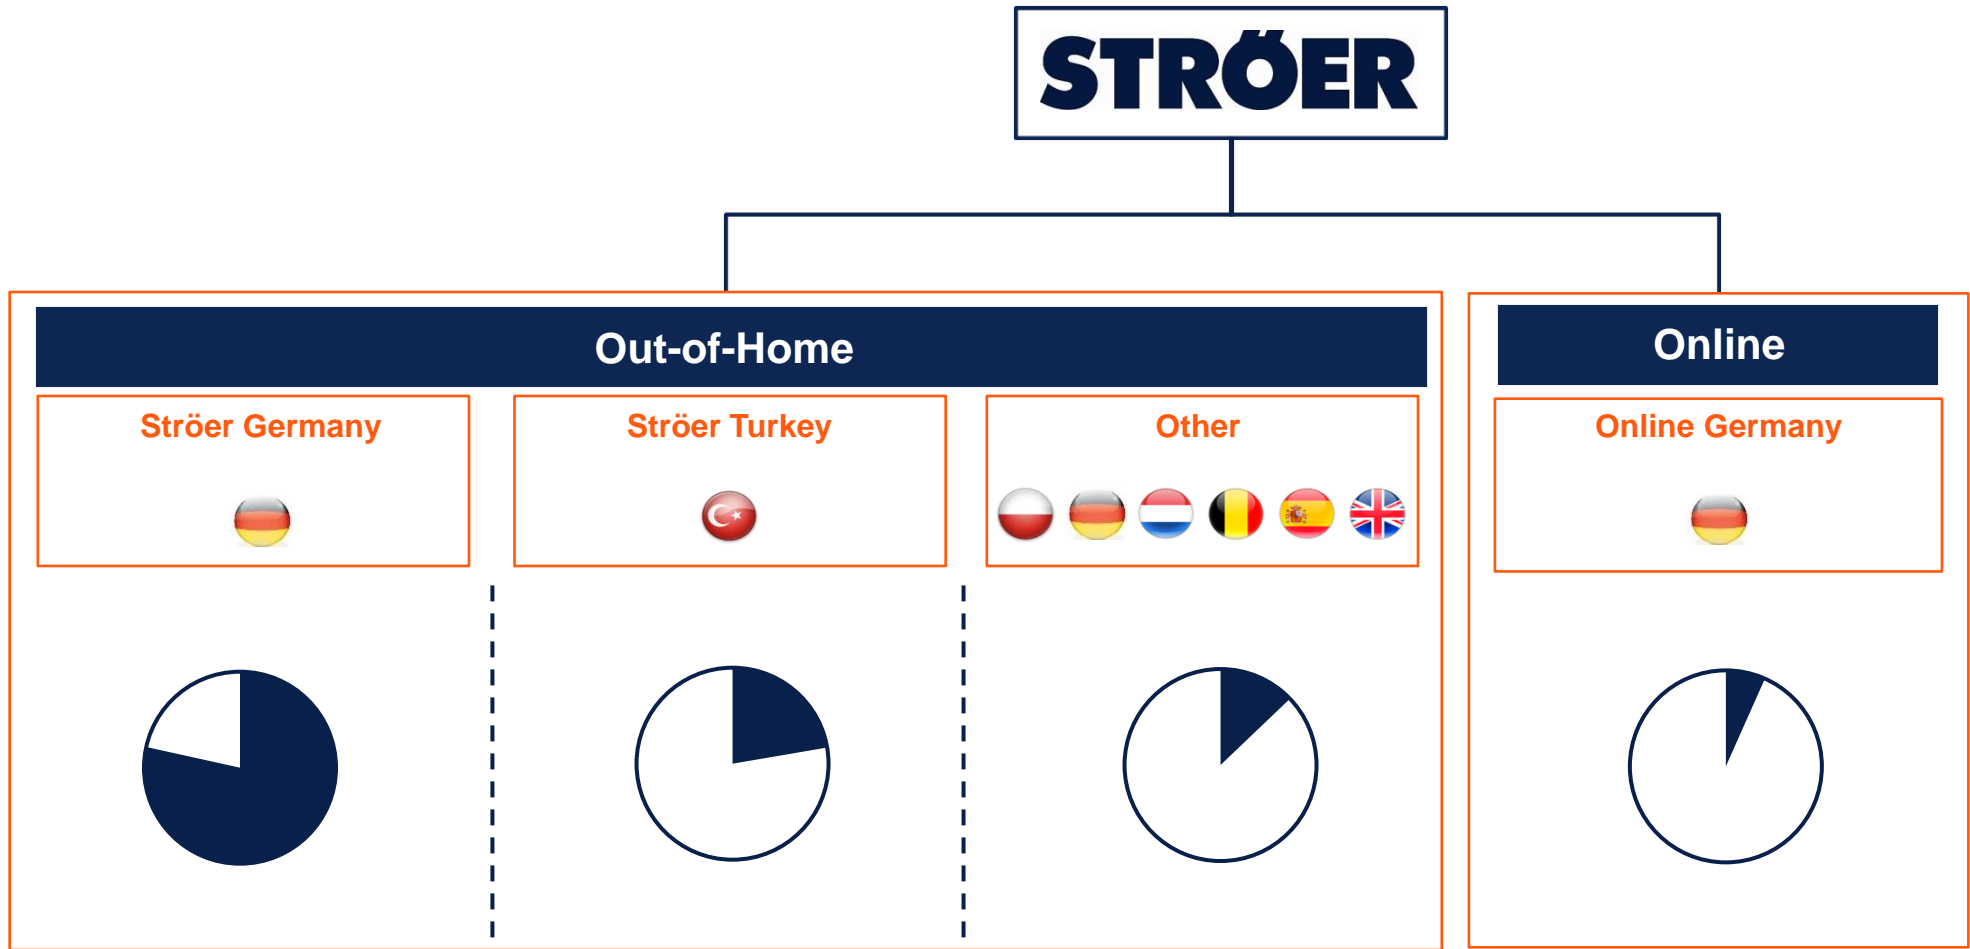 STRÖER
Out-of-Home
Online
Ströer Germany
Ströer Turkey
Other
Online Germany